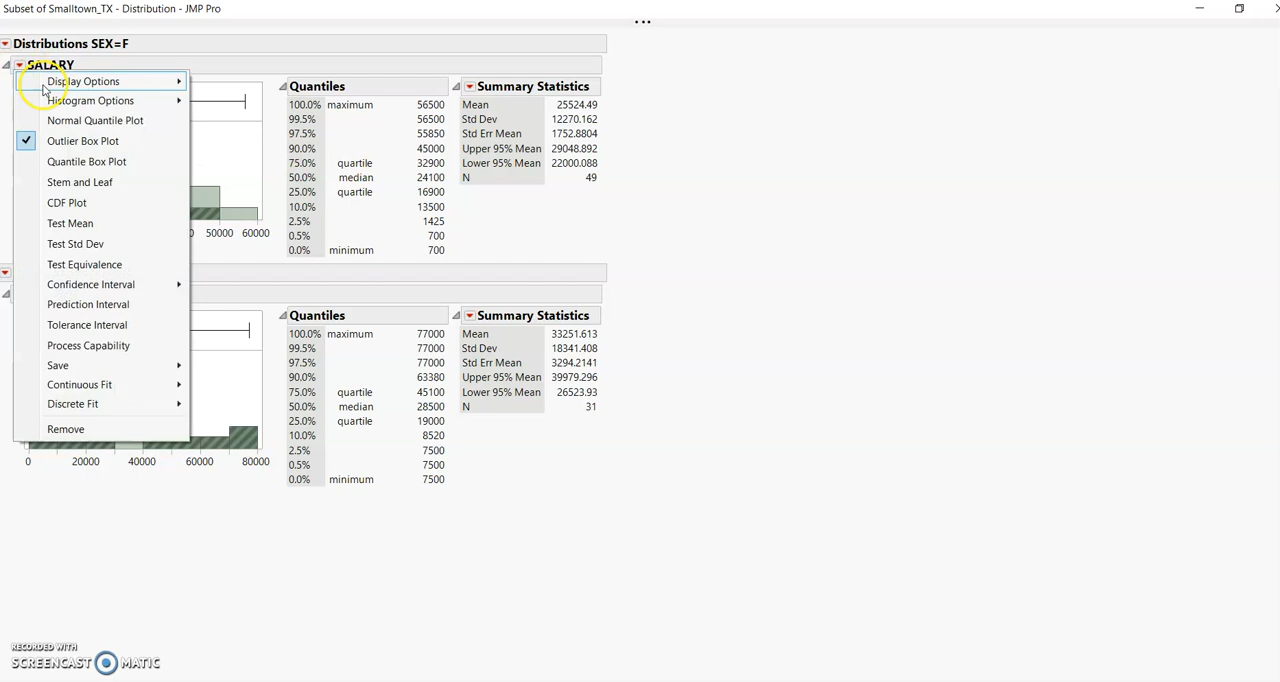 Subset of Smalltown_TX - Distribution - JMP Pro
Distributions SEX=F
SALARY
Display Options
Histogram Options
Normal Quantile Plot
Outlier Box Plot
Quantile Box Plot
Stem and Leaf
CDF Plot
Test Mean
Test Std Dev
Test Equivalence
Confidence Interval
Prediction Interval
Tolerance Interval
Process Capability
Save
Continuous Fit
Discrete Fit
Remove
50000 60000
Quantiles
100.0% maximum 56500
99.5% 56500
97.5% 55850
90.0% 45000
75.0% quartile 32900
50.0% median 24100
25.0% quartile 16900
10.0% 13500
2.5% 1425
0.5% 700
0.0% minimum 700
Summary Statistics
Mean 25524.49
Std Dev 12270.162
Std Err Mean 1752.8804
Upper 95% Mean 29048.892
Lower 95% Mean 22000.088
N 49
0 20000 40000 60000 80000
Quantiles
100.0% maximum 77000
99.5% 77000
97.5% 77000
90.0% 63380
75.0% quartile 45100
50.0% median 28500
25.0% quartile 19000
10.0% 8520
2.5% 7500
0.5% 7500
0.0% minimum 7500
Summary Statistics
Mean 33251.613
Std Dev 18341.408
Std Err Mean 3294.2141
Upper 95% Mean 39979.296
Lower 95% Mean 26523.93
N 31
RECORDED WITH
SCREENCAST MATIC